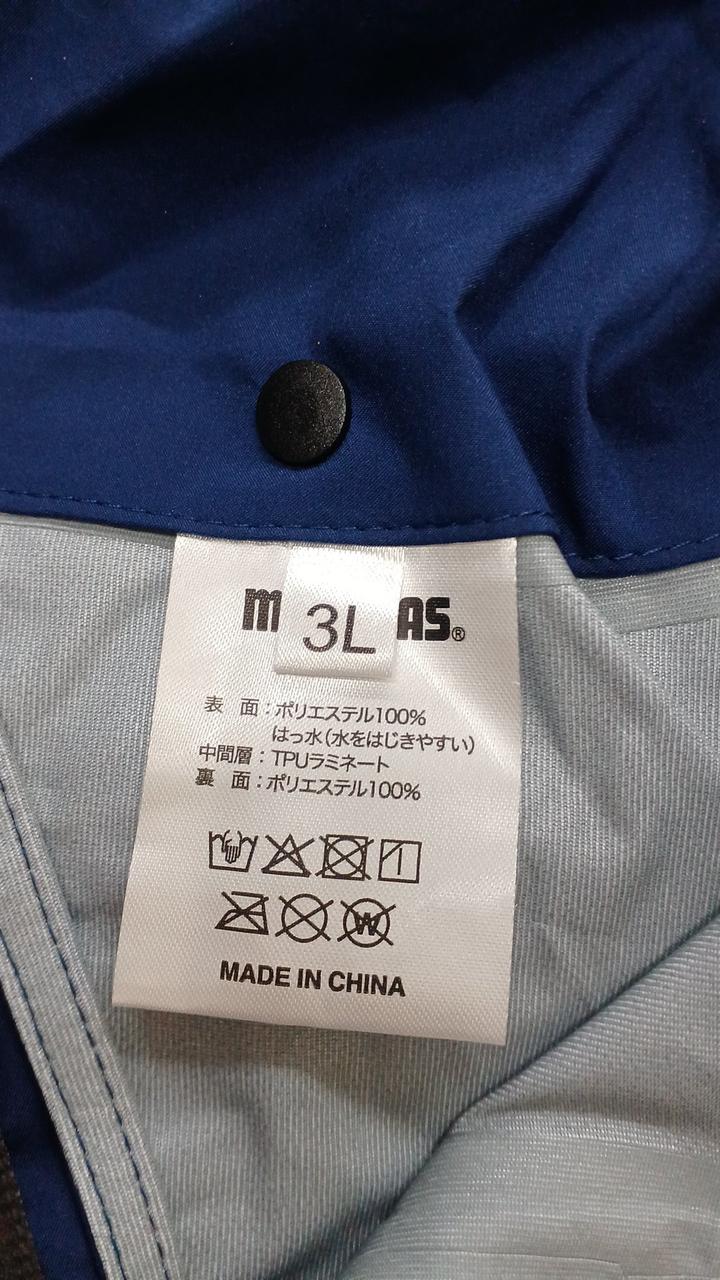 3L
表 面：ポリエステル100%
はっ水（水をはじきやすい）
中間層：TPUラミネート
裏 面：ポリエステル100%
MADE IN CHINA